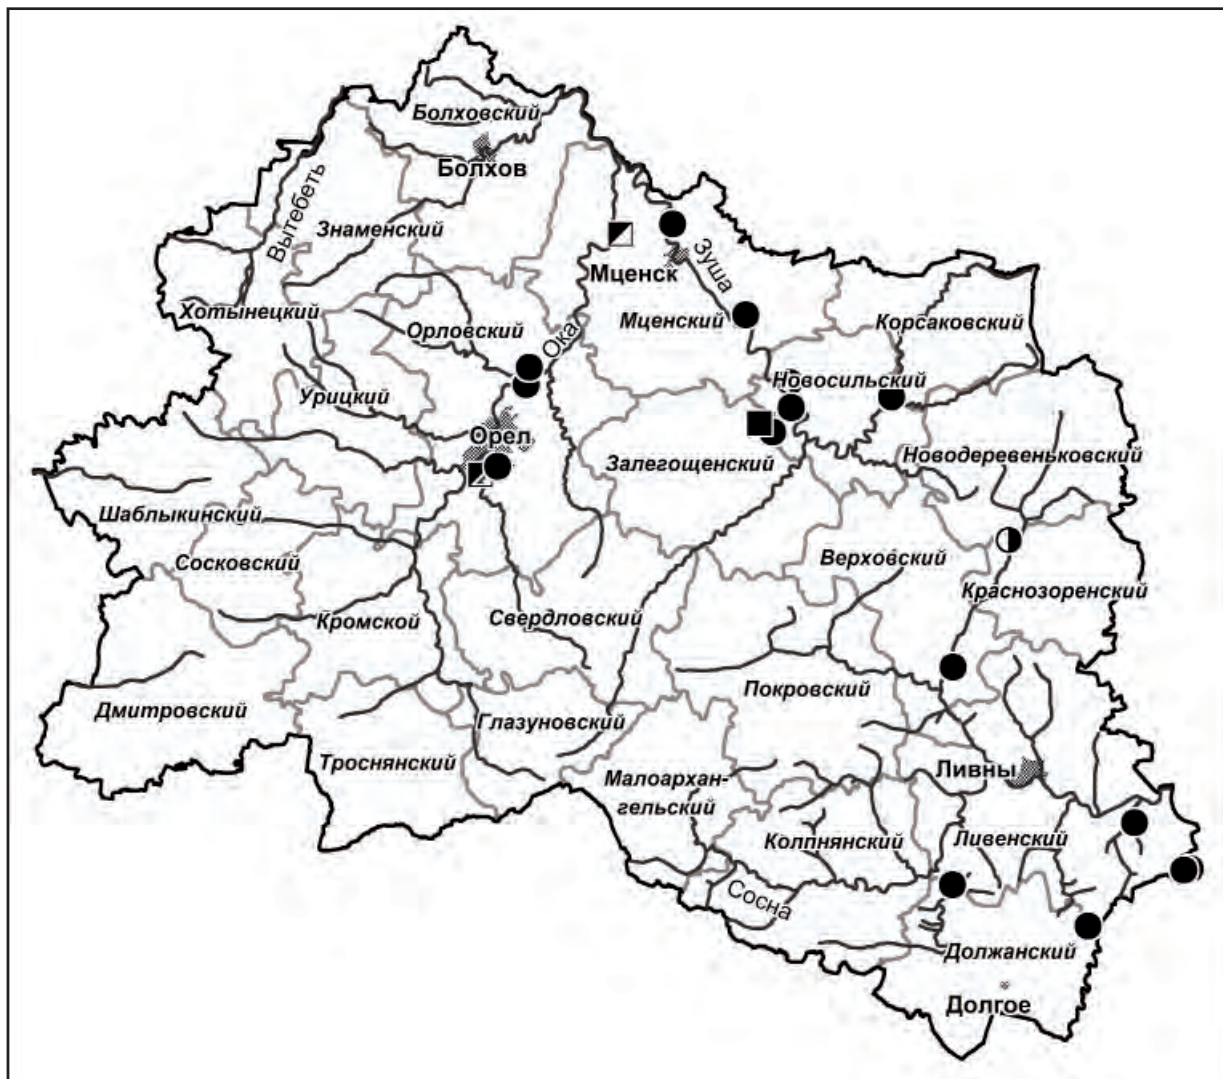 Болховский
Болхов
Вытебеть
Знаменский
Зуша
Мценск
Хотынецкий
Орловский
Ока
Мценский
Корсаковский
Урицкий
Новосильский
Орел
Залегощенский
Новодеревеньковский
Шаблыкинский
Сосковский
Верховский
Краснозоренский
Кромской
Свердловский
Покровский
Дмитровский
Глазуновский
Троснянский
Малоархан-
гельский
Ливны
Колпнянский
Ливенский
Сосна
Должанский
Долгое